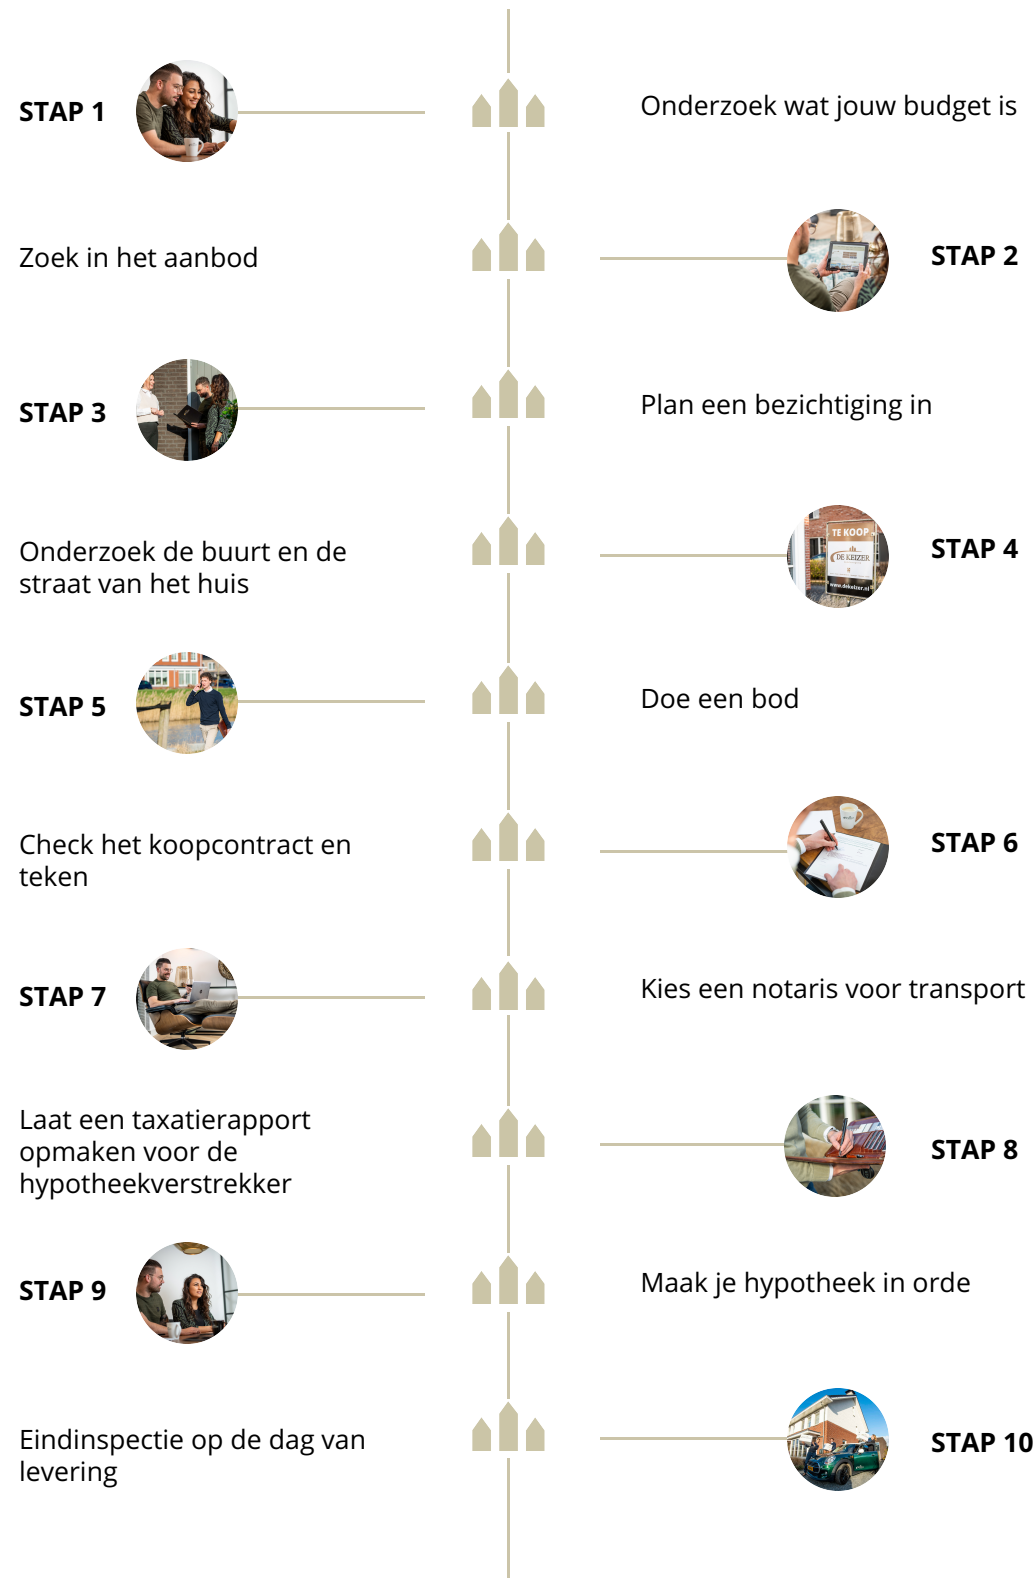 STAP 1
Onderzoek wat jouw budget is
Zoek in het aanbod
STAP 2
STAP 3
Plan een bezichtiging in
Onderzoek de buurt en de
straat van het huis
STAP 4
TE KOOP
DE KEIZER
www.dekeizer.nl
STAP 5
Doe een bod
Check het koopcontract en
teken
STAP 6
STAP 7
Kies een notaris voor transport
Laat een taxatierapport
opmaken voor de
hypotheekverstrekker
STAP 8
STAP 9
Maak je hypotheek in orde
Eindinspectie op de dag van
levering
STAP 10